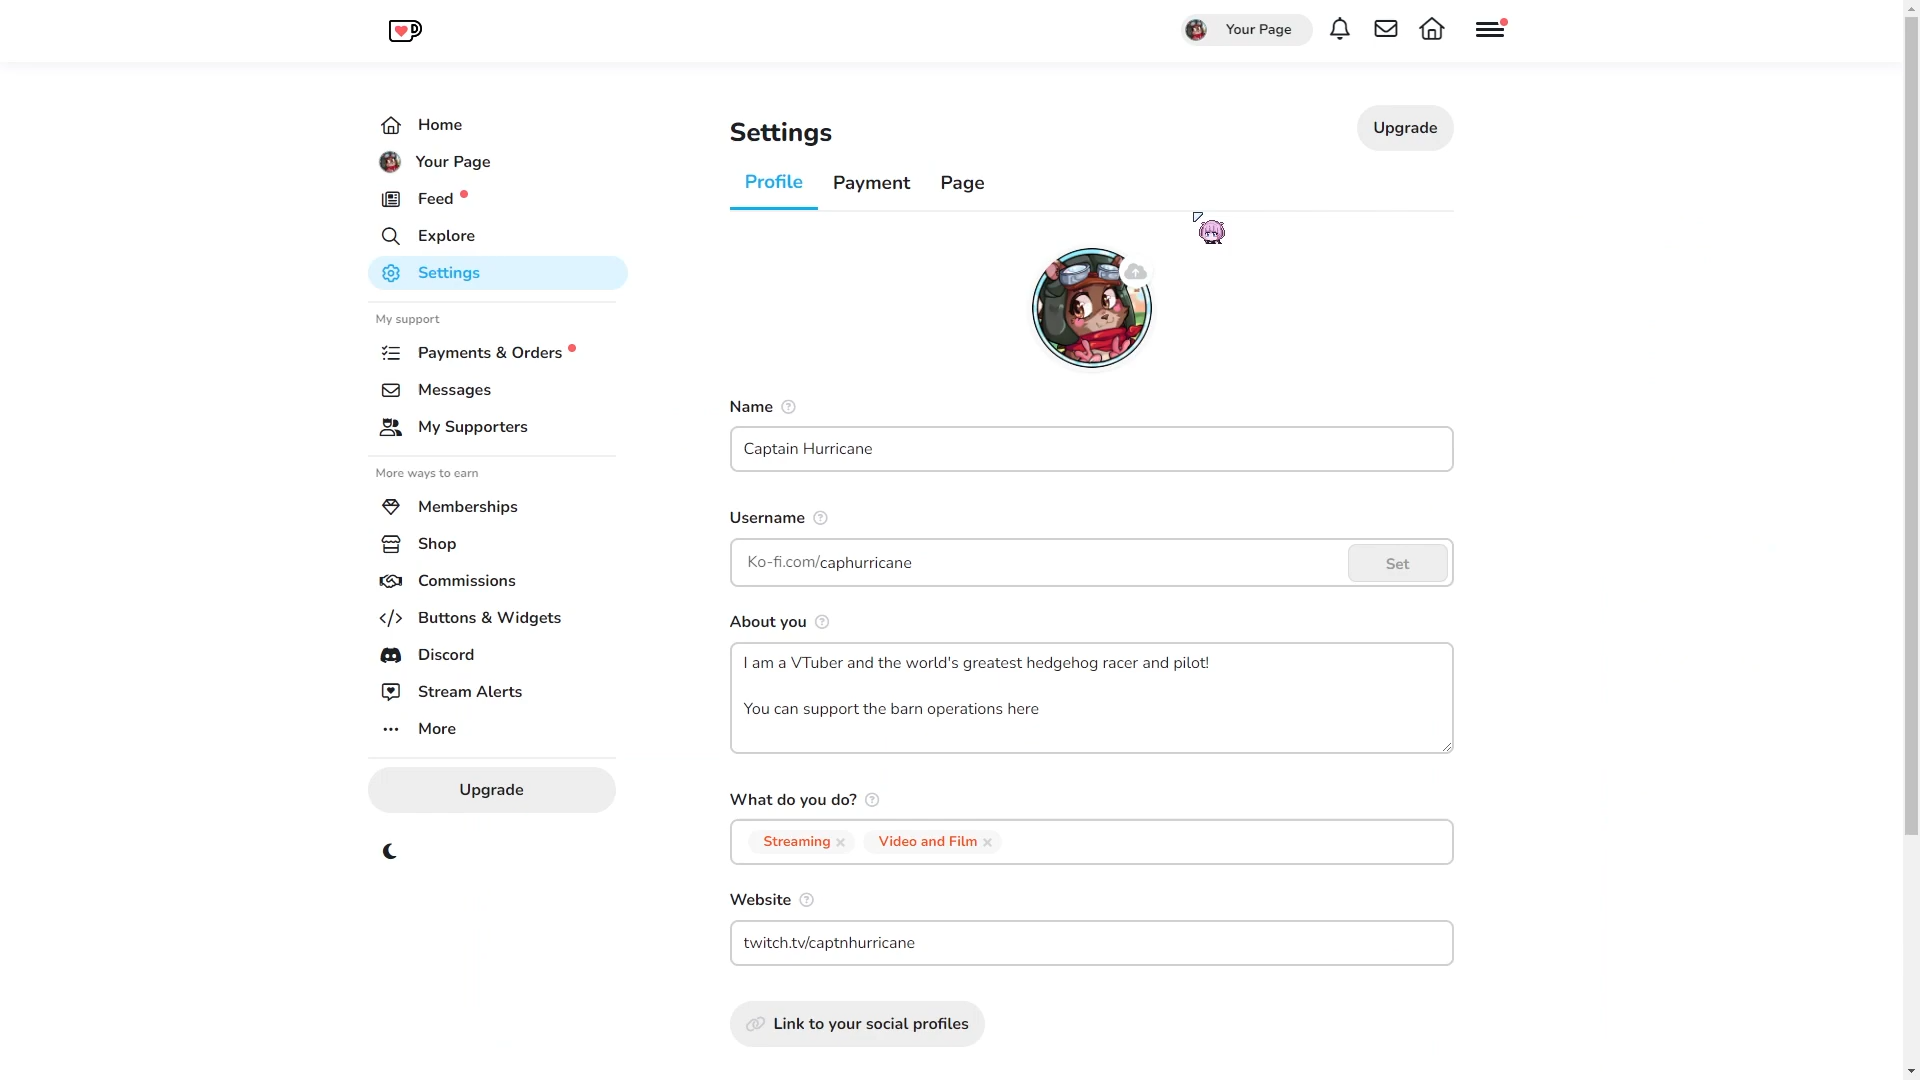 Your Page
Home
Your Page
Feed
Explore
Settings
My support
Payments & Orders
Messages
My Supporters
More ways to earn
Memberships
Shop
Commissions
Buttons & Widgets
Discord
Stream Alerts
More
Upgrade
Settings
Upgrade
Profile Payment Page
Name
Captain Hurricane
Username
Ko-fi.com/caphurricane
Set
About you
I am a VTuber and the world's greatest hedgehog racer and pilot!
You can support the barn operations here
What do you do?
Streaming Video and Film
Website
twitch.tv/captnhurricane
Link to your social profiles